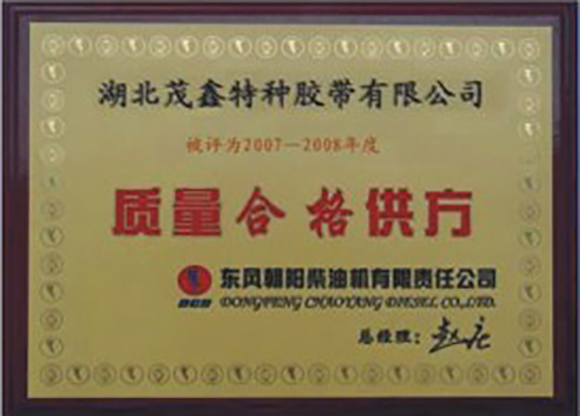 湖北茂鑫特种胶带有限公司
被评为2007—2008年度
质量合格供方
东风朝阳柴油机有限责任公司
DCD DONGFENG CHAOYANG DIESEL CO.,LTD.
总经理：